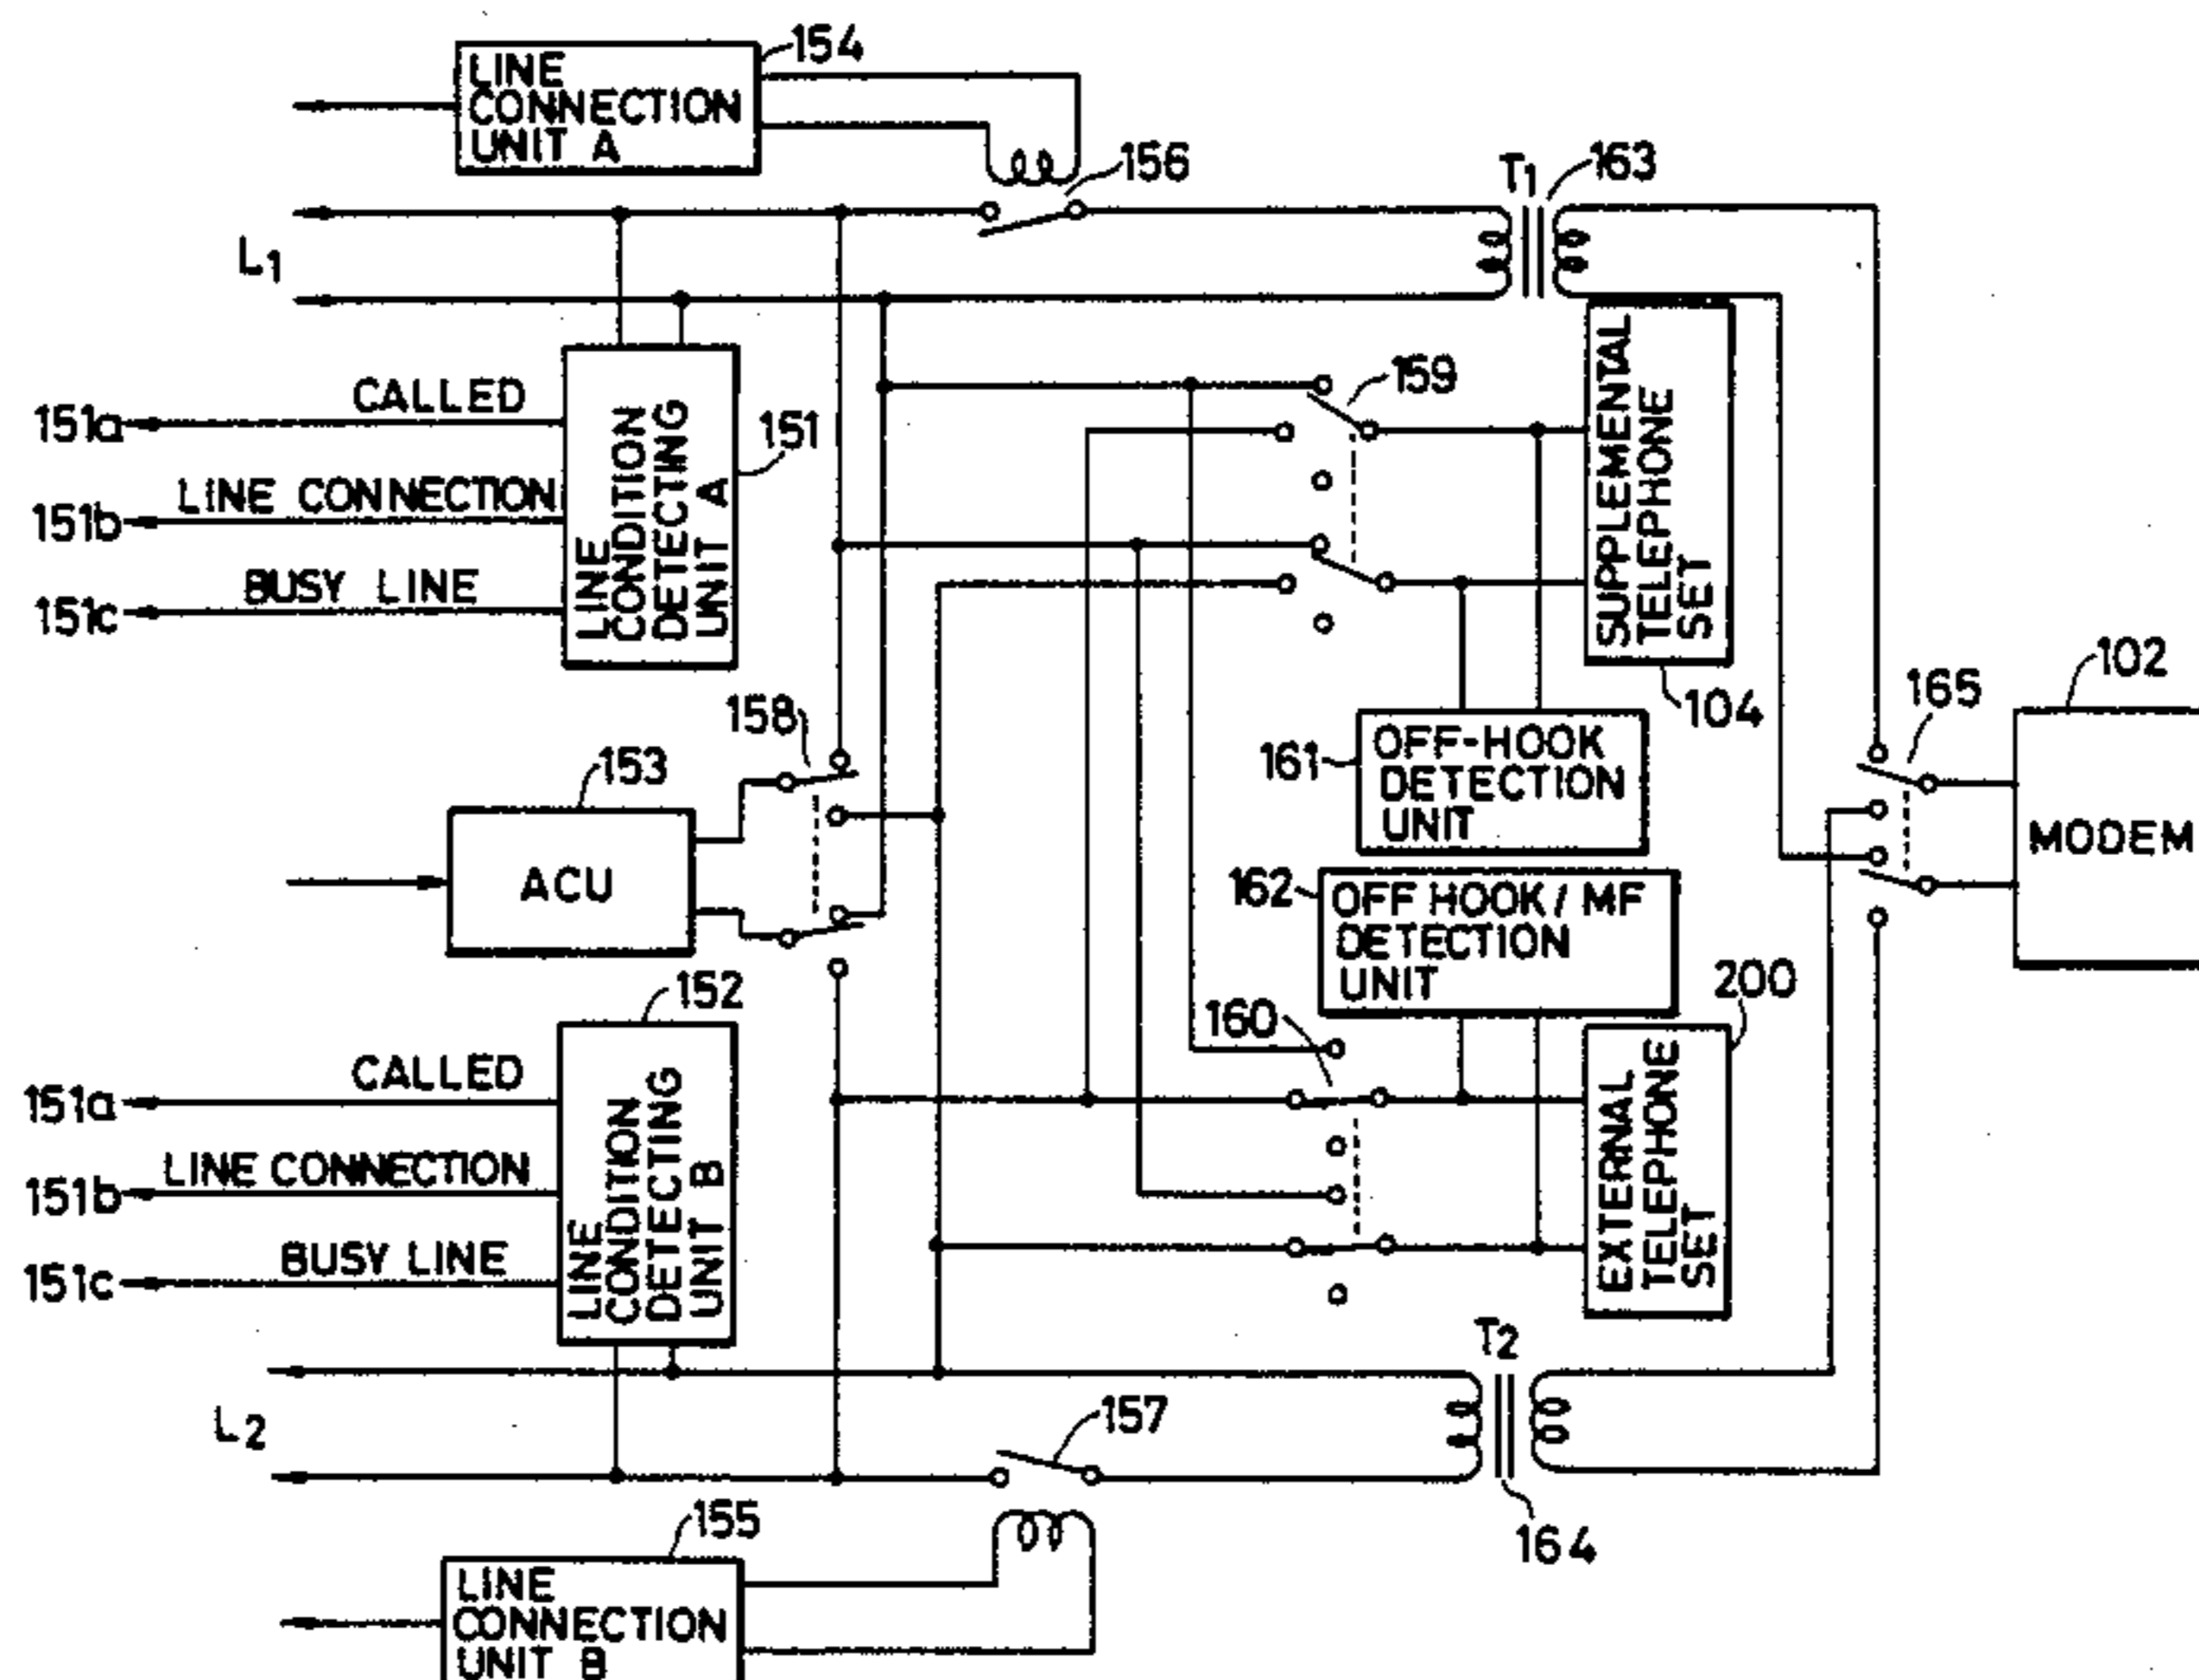 154
LINE
CONNECTION
UNIT A
156
T1
163
L1
159
CALLED
151a
151
LINE CONNECTION
151b
BUSY LINE
151c
LINE
CONDITION
DETECTING
UNIT A
SUPPLEMENTAL
TELEPHONE
SET
104
102
165
MODEM
158
153
ACU
161
OFF-HOOK
DETECTION
UNIT
162
OFF HOOK / MF
DETECTION
UNIT
200
152
160
CALLED
151a
LINE CONNECTION
151b
BUSY LINE
151c
LINE
CONDITION
DETECTING
UNIT B
EXTERNAL
TELEPHONE
SET
T2
L2
157
164
155
LINE
CONNECTION
UNIT B